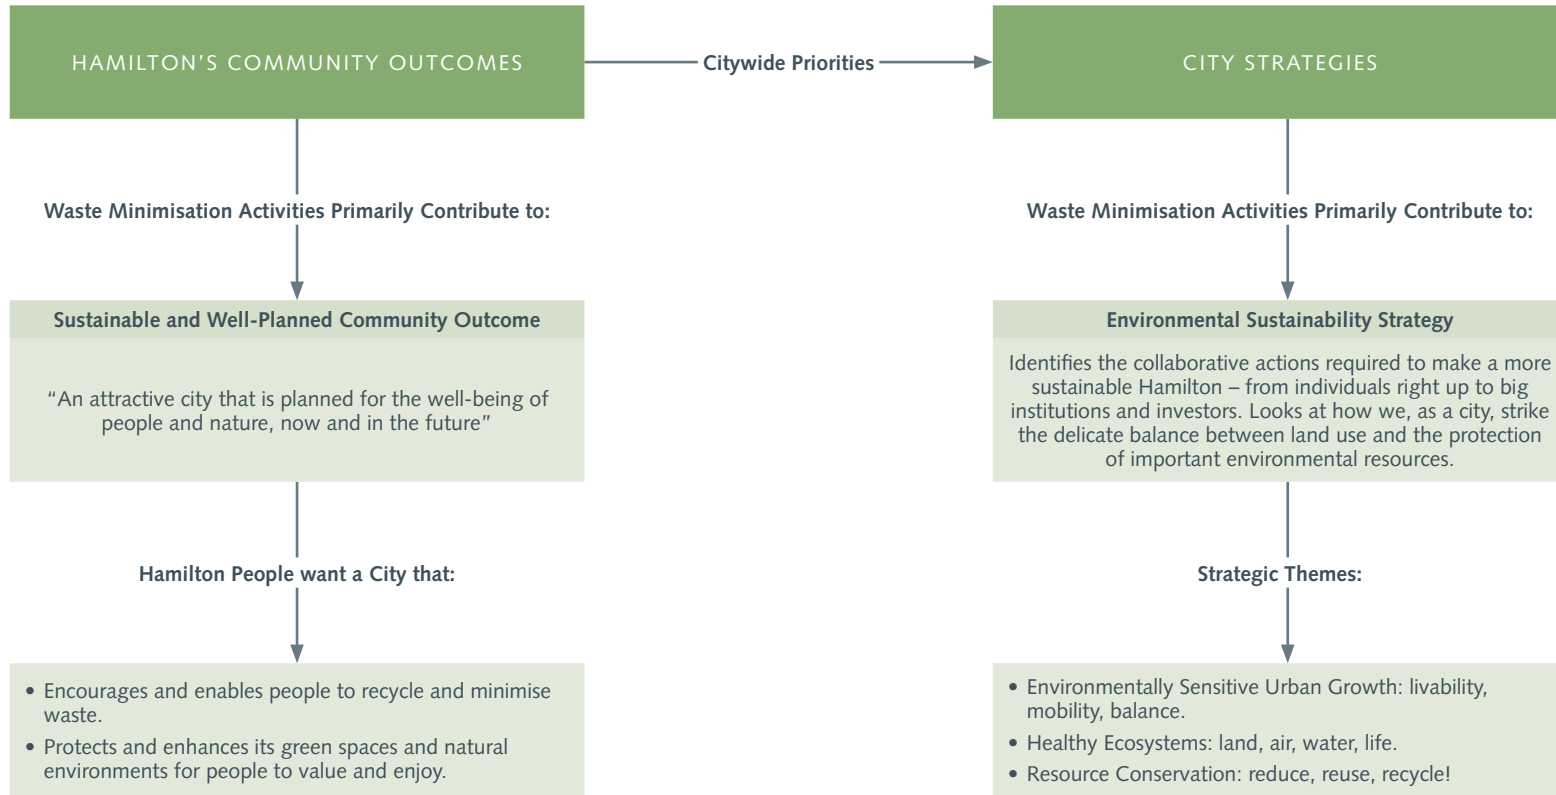 HAMILTON'S COMMUNITY OUTCOMES
Citywide Priorities
CITY STRATEGIES
Waste Minimisation Activities Primarily Contribute to:
Sustainable and Well-Planned Community Outcome
“An attractive city that is planned for the well-being of
people and nature, now and in the future”
Hamilton People want a City that:
• Encourages and enables people to recycle and minimise
waste.
• Protects and enhances its green spaces and natural
environments for people to value and enjoy.
Waste Minimisation Activities Primarily Contribute to:
Environmental Sustainability Strategy
Identifies the collaborative actions required to make a more
sustainable Hamilton – from individuals right up to big
institutions and investors. Looks at how we, as a city, strike
the delicate balance between land use and the protection
of important environmental resources.
Strategic Themes:
• Environmentally Sensitive Urban Growth: livability,
mobility, balance.
• Healthy Ecosystems: land, air, water, life.
• Resource Conservation: reduce, reuse, recycle!